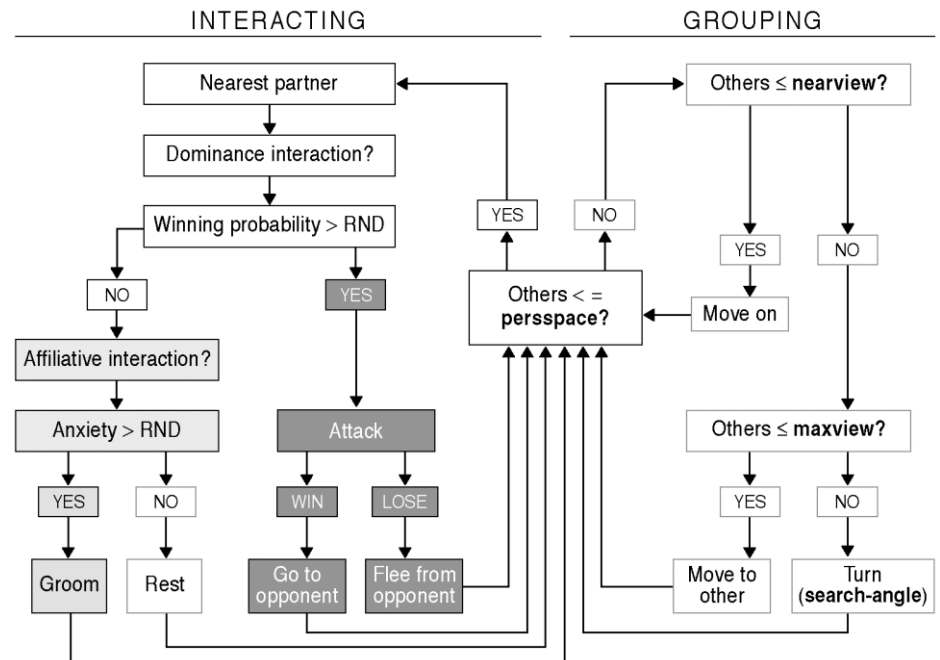 INTERACTING
GROUPING
Nearest partner
Others ≤ nearview?
Dominance interaction?
Winning probability > RND
YES
NO
NO
YES
YES
NO
Others < =
persspace?
Move on
Affiliative interaction?
Anxiety > RND
Attack
Others ≤ maxview?
YES
NO
WIN
LOSE
YES
NO
Groom
Rest
Go to
opponent
Flee from
opponent
Move to
other
Turn
(search-angle)